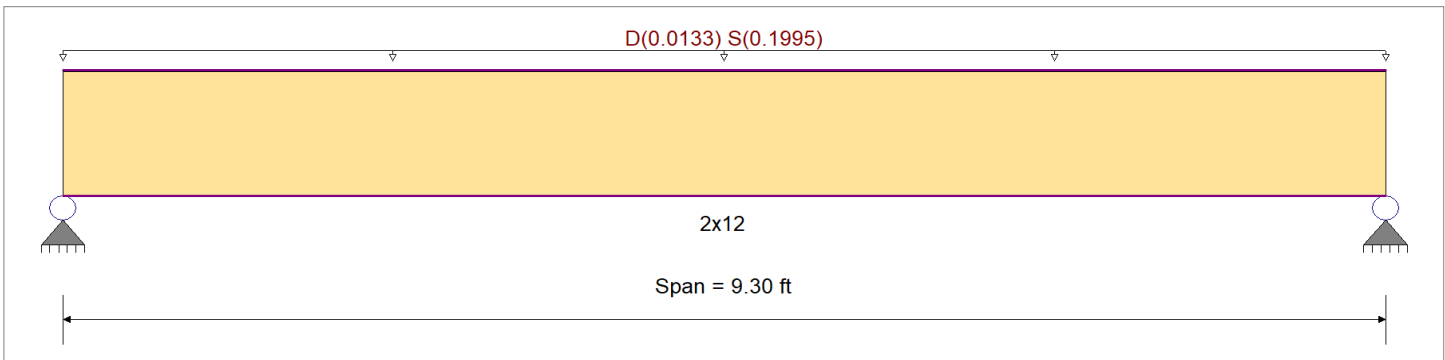 D(0.0133) S(0.1995)
2x12
Span = 9.30 ft